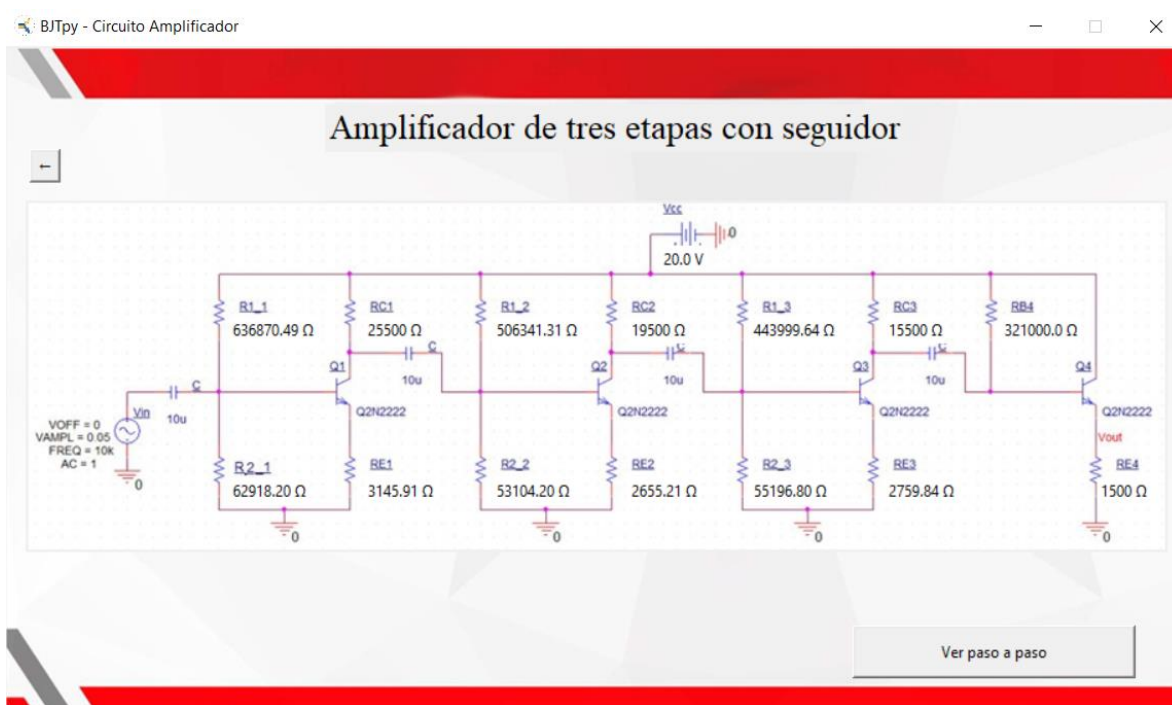 BJTpy - Circuito Amplificador
Amplificador de tres etapas con seguidor
←
Vcc
0
20.0 V
R1_1
636870.49 Ω
RC1
25500 Ω
R1_2
506341.31 Ω
RC2
19500 Ω
R1_3
443999.64 Ω
RC3
15500 Ω
RB4
321000.0 Ω
C
10u
C
10u
C
10u
C
10u
Q1
Q2N2222
Q2
Q2N2222
Q3
Q2N2222
Q4
Q2N2222
Vin
VOFF = 0
VAMPL = 0.05
FREQ = 10k
AC = 1
0
Vout
R2_1
62918.20 Ω
RE1
3145.91 Ω
R2_2
53104.20 Ω
RE2
2655.21 Ω
R2_3
55196.80 Ω
RE3
2759.84 Ω
RE4
1500 Ω
0
0
0
0
Ver paso a paso